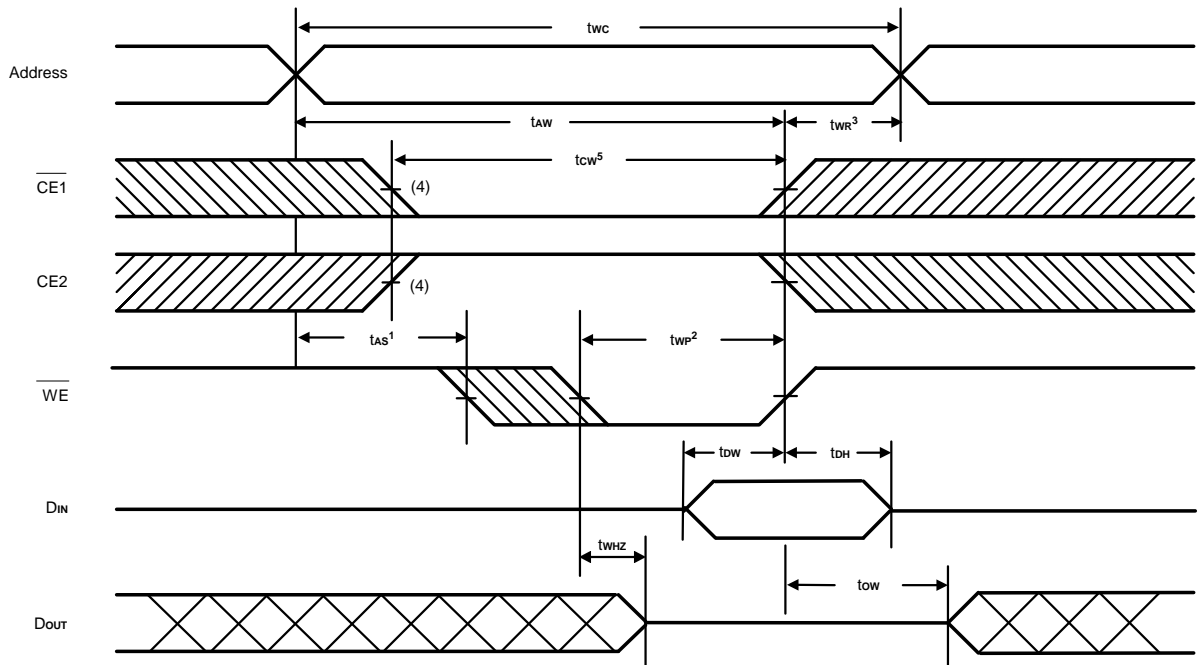 tWC
Address
tAW
tWR3
tCW5
CE1
(4)
CE2
(4)
tAS1
tWP2
WE
tDW
tDH
DIN
tWHZ
tOW
DOUT